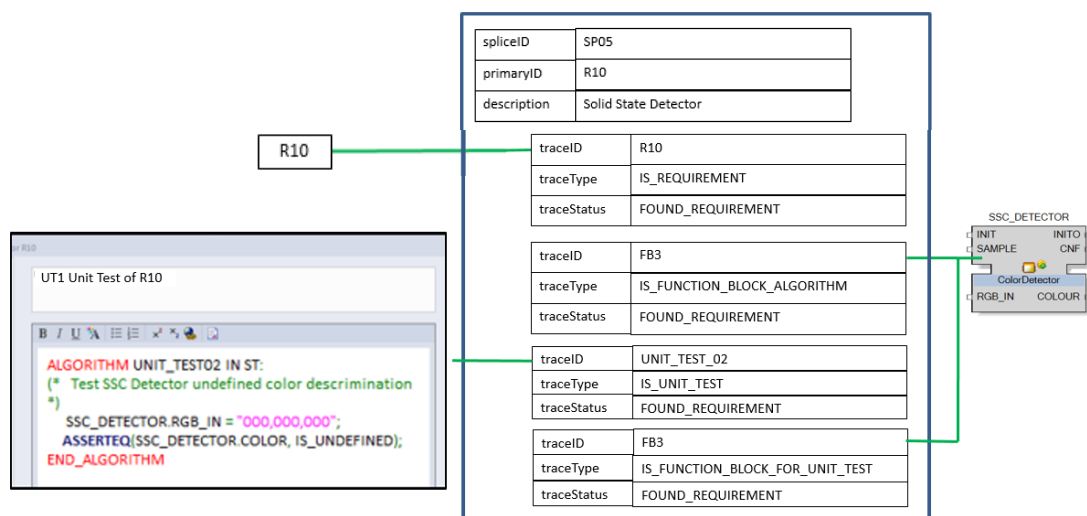 spliceID SP05
primaryID R10
description Solid State Detector
R10
traceID R10
traceType IS_REQUIREMENT
traceStatus FOUND_REQUIREMENT
traceID FB3
traceType IS_FUNCTION_BLOCK_ALGORITHM
traceStatus FOUND_REQUIREMENT
traceID UNIT_TEST_02
traceType IS_UNIT_TEST
traceStatus FOUND_REQUIREMENT
traceID FB3
traceType IS_FUNCTION_BLOCK_FOR_UNIT_TEST
traceStatus FOUND_REQUIREMENT
or R10
UT1 Unit Test of R10
B I U A
ALGORITHM UNIT_TEST02 IN ST:
(* Test SSC Detector undefined color descrimination
*)
SSC_DETECTOR.RGB_IN = "000,000,000";
ASSERTEQ(SSC_DETECTOR.COLOR, IS_UNDEFINED);
END_ALGORITHM
SSC_DETECTOR
INIT INITO
SAMPLE CNF
ColorDetector
RGB_IN COLOUR